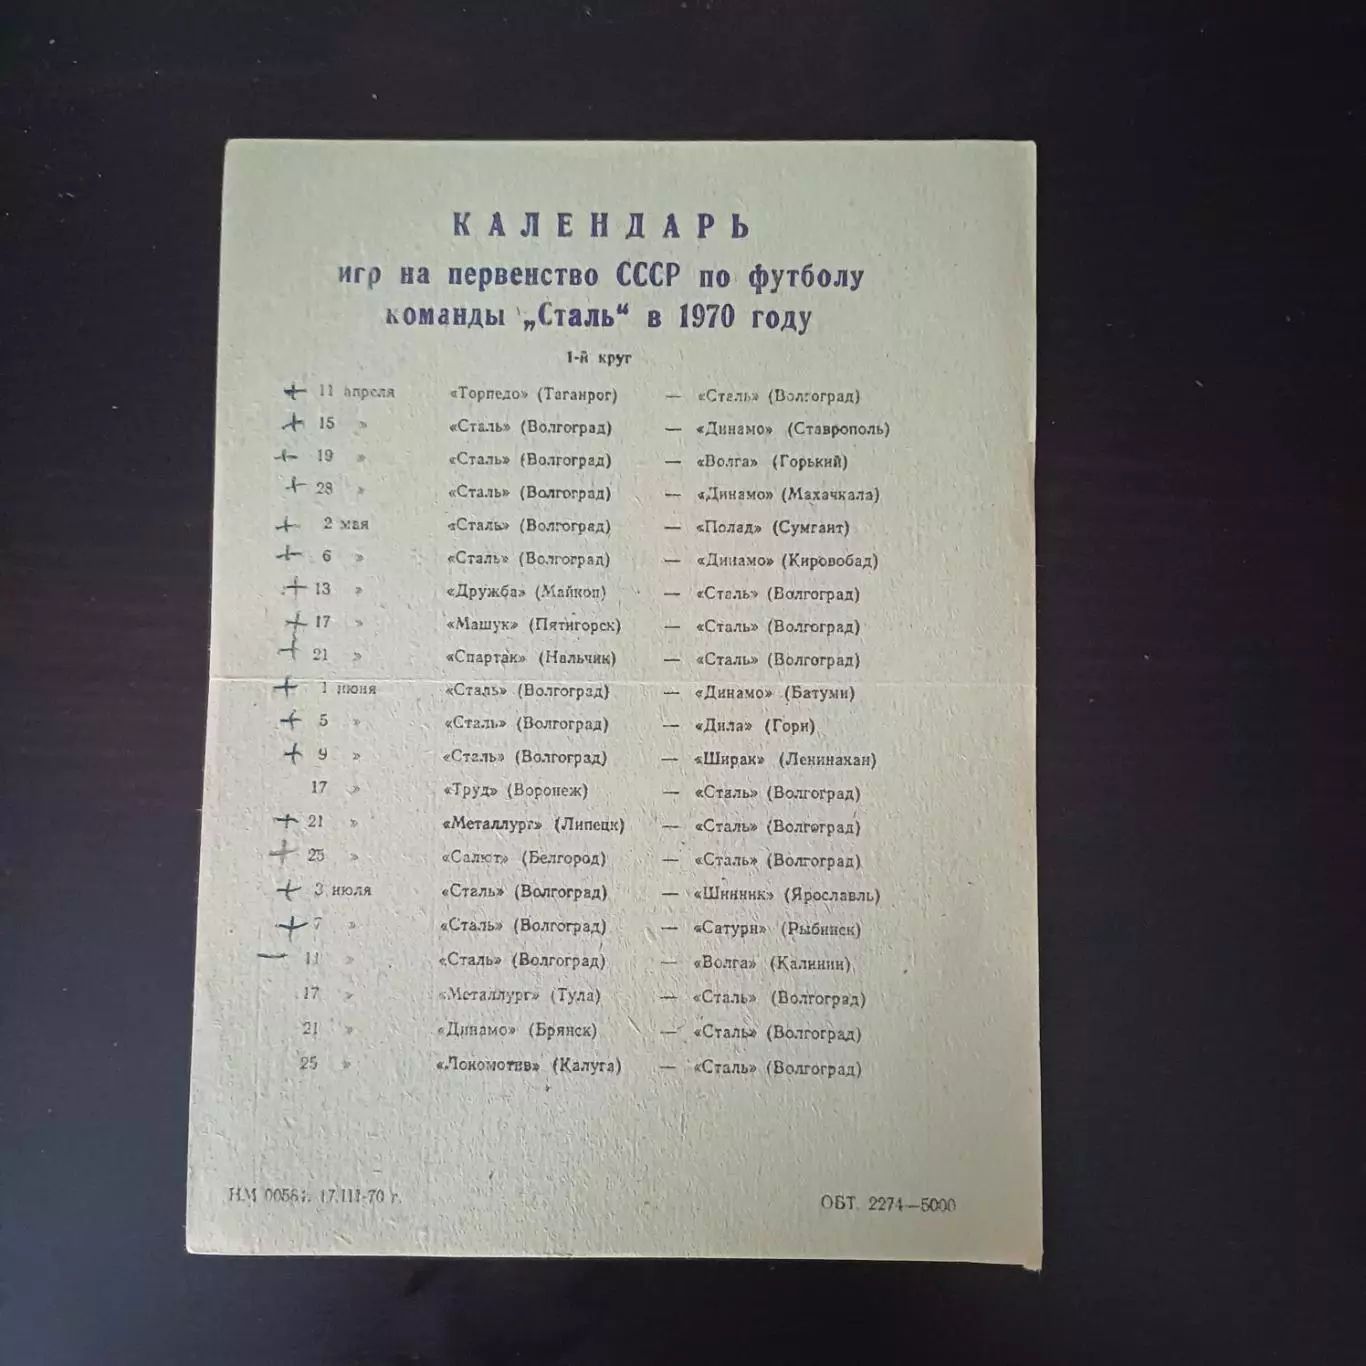 КАЛЕНДАРЬ
игр на первенство СССР по футболу
команды „Сталь“ в 1970 году
1-й круг
+ 11 апреля «Торпедо» (Таганрог) — «Сталь» (Волгоград)
+ 15 » «Сталь» (Волгоград) — «Динамо» (Ставрополь)
+ 19 » «Сталь» (Волгоград) — «Волга» (Горький)
+ 28 » «Сталь» (Волгоград) — «Динамо» (Махачкала)
+ 2 мая «Сталь» (Волгоград) — «Полад» (Сумгаит)
+ 6 » «Сталь» (Волгоград) — «Динамо» (Кировобад)
+ 13 » «Дружба» (Майкоп) — «Сталь» (Волгоград)
+ 17 » «Машук» (Пятигорск) — «Сталь» (Волгоград)
+ 21 » «Спартак» (Нальчик) — «Сталь» (Волгоград)
+ 1 июня «Сталь» (Волгоград) — «Динамо» (Батуми)
+ 5 » «Сталь» (Волгоград) — «Дила» (Гори)
+ 9 » «Сталь» (Волгоград) — «Ширак» (Ленинакан)
17 » «Труд» (Воронеж) — «Сталь» (Волгоград)
+ 21 » «Металлург» (Липецк) — «Сталь» (Волгоград)
+ 25 » «Салют» (Белгород) — «Сталь» (Волгоград)
+ 3 июля «Сталь» (Волгоград) — «Шинник» (Ярославль)
+ 7 » «Сталь» (Волгоград) — «Сатурн» (Рыбинск)
— 11 » «Сталь» (Волгоград) — «Волга» (Калинин)
17 » «Металлург» (Тула) — «Сталь» (Волгоград)
21 » «Динамо» (Брянск) — «Сталь» (Волгоград)
25 » «Локомотив» (Калуга) — «Сталь» (Волгоград)
НМ 17.III-70 г. ОБТ. 2274—5000